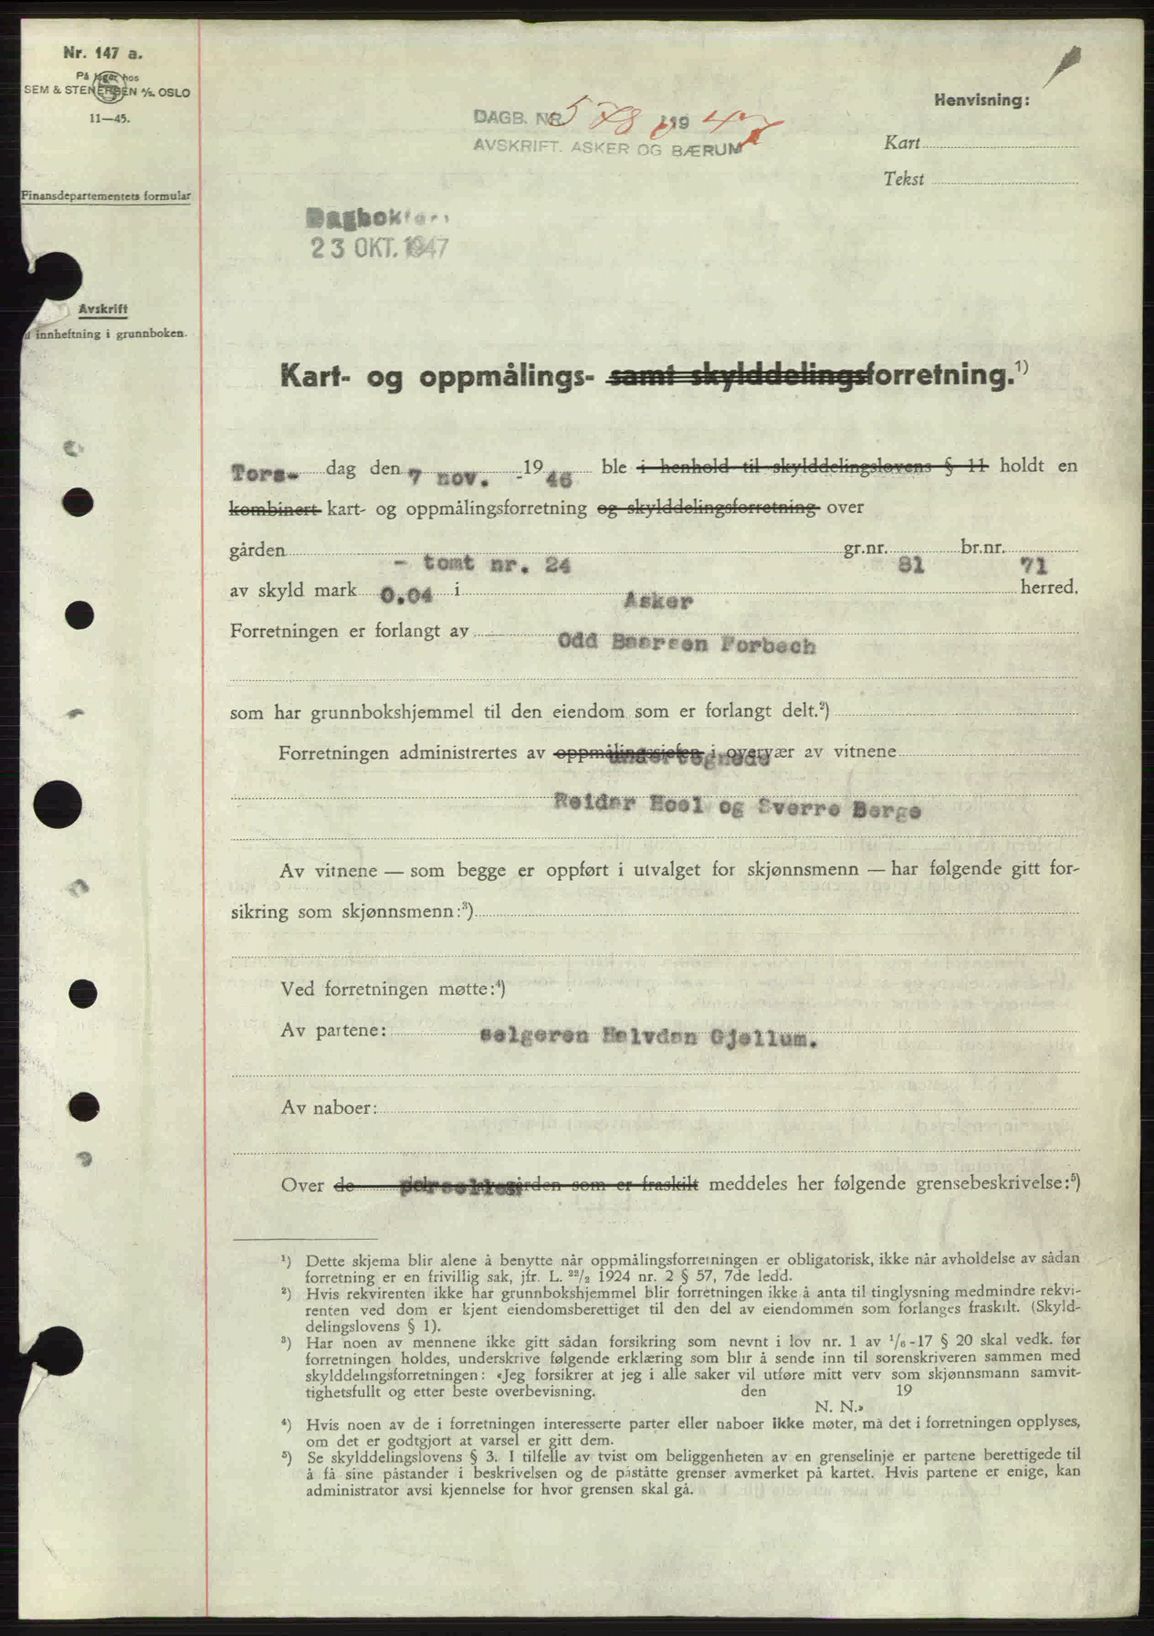 Nr. 147 a.
På lager hos
SEM & STENERSEN A/S. OSLO
11—45.
Finansdepartementets formular
Avskrift
innheftning i grunnboken.
Henvisning:
DAGB. NR. 578 /1947
AVSKRIFT. ASKER OG BÆRUM
Kart
Tekst
Dagbokført
23 OKT. 1947
Kart- og oppmålings- samt skylddelingsforretning.¹)
Tors- dag den 7 nov. 1946 ble i henhold til skylddelingslovens § 11 holdt en
kombinert kart- og oppmålingsforretning og skylddelingsforretning over
gården - tomt nr. 24 gr.nr. 81 br.nr. 71
av skyld mark 0.04 i Asker herred.
Forretningen er forlangt av Odd Baarsen Forbech
som har grunnbokshjemmel til den eiendom som er forlangt delt.²)
Forretningen administrertes av oppmålingssjefen undertegnede i overvær av vitnene
Reidar Hoel og Sverre Berge
Av vitnene — som begge er oppført i utvalget for skjønnsmenn — har følgende gitt for-
sikring som skjønnsmenn:³)
Ved forretningen møtte:⁴)
Av partene: selgeren Halvdan Gjellum.
Av naboer:
Over de parsellen gården som er fraskilt meddeles her følgende grensebeskrivelse:⁵)
¹) Dette skjema blir alene å benytte når oppmålingsforretningen er obligatorisk, ikke når avholdelse av sådan
forretning er en frivillig sak, jfr. L. ²²/₂ 1924 nr. 2 § 57, 7de ledd.
²) Hvis rekvirenten ikke har grunnbokshjemmel blir forretningen ikke å anta til tinglysning medmindre rekvi-
renten ved dom er kjent eiendomsberettiget til den del av eiendommen som forlanges fraskilt. (Skyld-
delingslovens § 1).
³) Har noen av mennene ikke gitt sådan forsikring som nevnt i lov nr. 1 av ¹/₆-17 § 20 skal vedk. før
forretningen holdes, underskrive følgende erklæring som blir å sende inn til sorenskriveren sammen med
skylddelingsforretningen: «Jeg forsikrer at jeg i alle saker vil utføre mitt verv som skjønnsmann samvit-
tighetsfullt og etter beste overbevisning. den 19
N. N.»
⁴) Hvis noen av de i forretningen interesserte parter eller naboer ikke møter, må det i forretningen opplyses,
om det er godtgjort at varsel er gitt dem.
⁵) Se skylddelingslovens § 3. I tilfelle av tvist om beliggenheten av en grenselinje er partene berettigede til
å få sine påstander i beskrivelsen og de påståtte grenser avmerket på kartet. Hvis partene er enige, kan
administrator avsi kjennelse for hvor grensen skal gå.